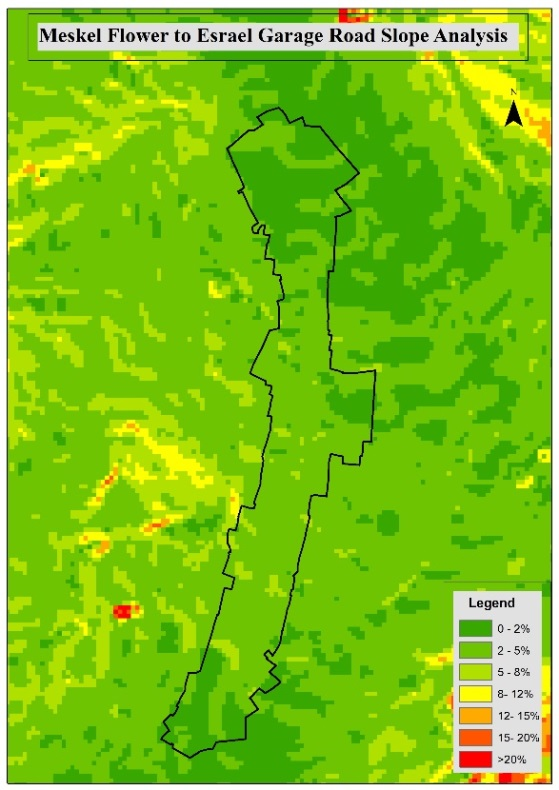 Meskel Flower to Esrael Garage Road Slope Analysis
N
Legend
0 - 2%
2 - 5%
5 - 8%
8- 12%
12- 15%
15- 20%
>20%